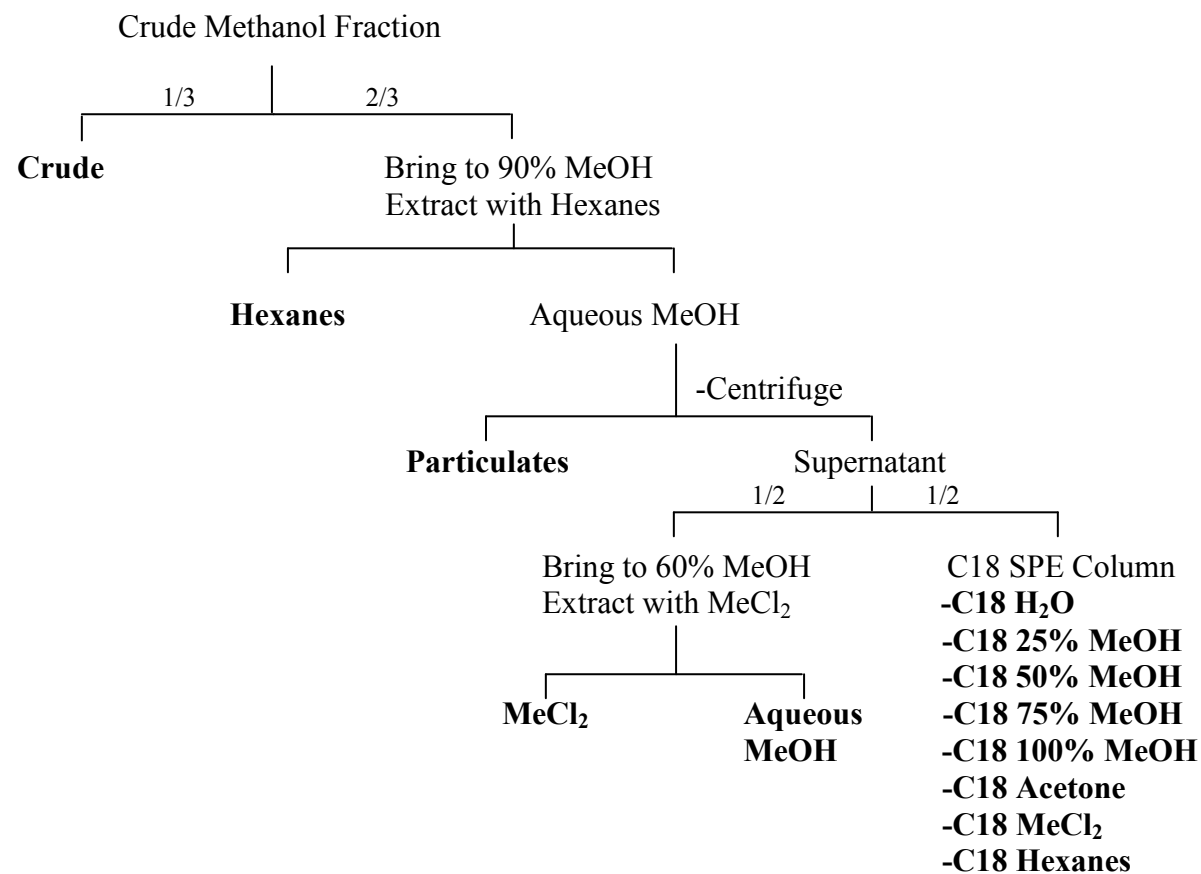 Crude Methanol Fraction
1/3 2/3
Crude
Bring to 90% MeOH
Extract with Hexanes
Hexanes
Aqueous MeOH
-Centrifuge
Particulates
Supernatant
1/2 1/2
Bring to 60% MeOH
Extract with MeCl₂
MeCl₂
Aqueous
MeOH
C18 SPE Column
-C18 H₂O
-C18 25% MeOH
-C18 50% MeOH
-C18 75% MeOH
-C18 100% MeOH
-C18 Acetone
-C18 MeCl₂
-C18 Hexanes